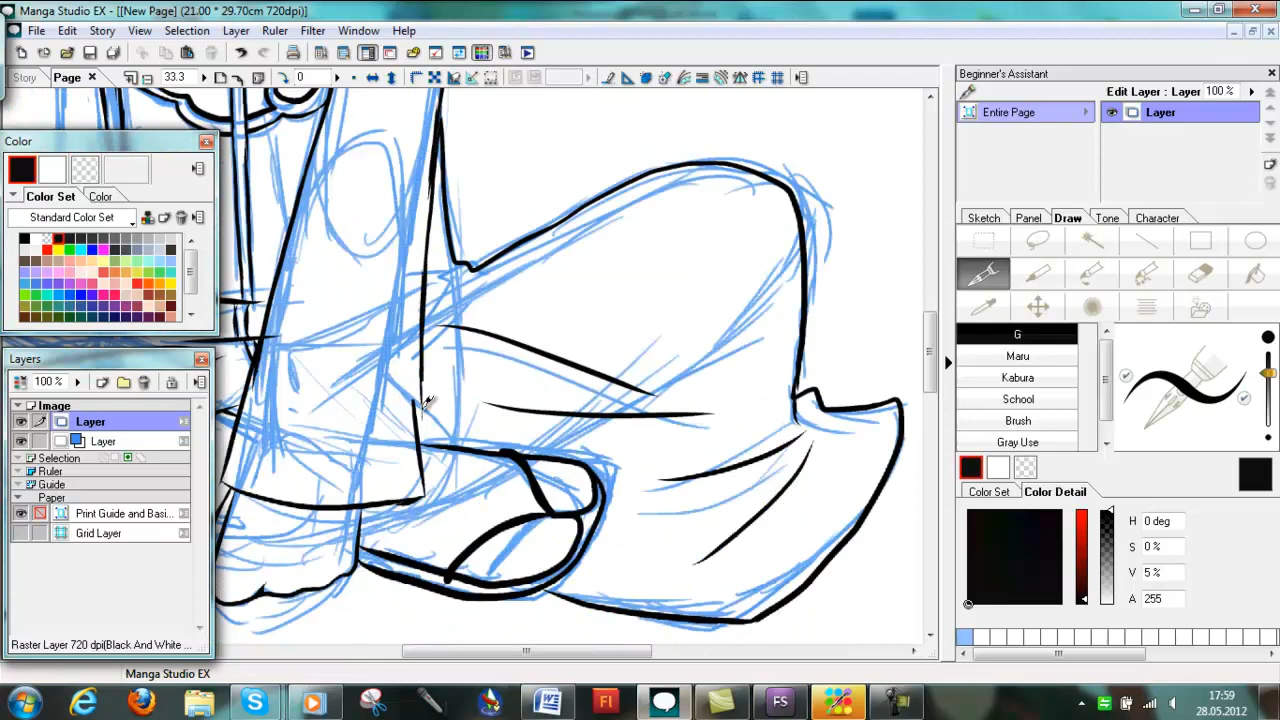 Manga Studio EX - [[New Page] (21.00 * 29.70cm 720dpi)]
File Edit Story View Selection Layer Ruler Filter Window Help
Story Page 33.3 0
Color
Color Set Color
Standard Color Set
Layers
100 %
Image
Layer
Layer
Selection
Ruler
Guide
Paper
Print Guide and Basi...
Grid Layer
Raster Layer 720 dpi(Black And White ...
Manga Studio EX
Beginner's Assistant
Edit Layer : Layer 100 %
Entire Page
Layer
Sketch Panel Draw Tone Character
G
Maru
Kabura
School
Brush
Gray Use
Color Set Color Detail
H 0 deg
S 0 %
V 5 %
A 255
W Fl FS
17:59
28.05.2012